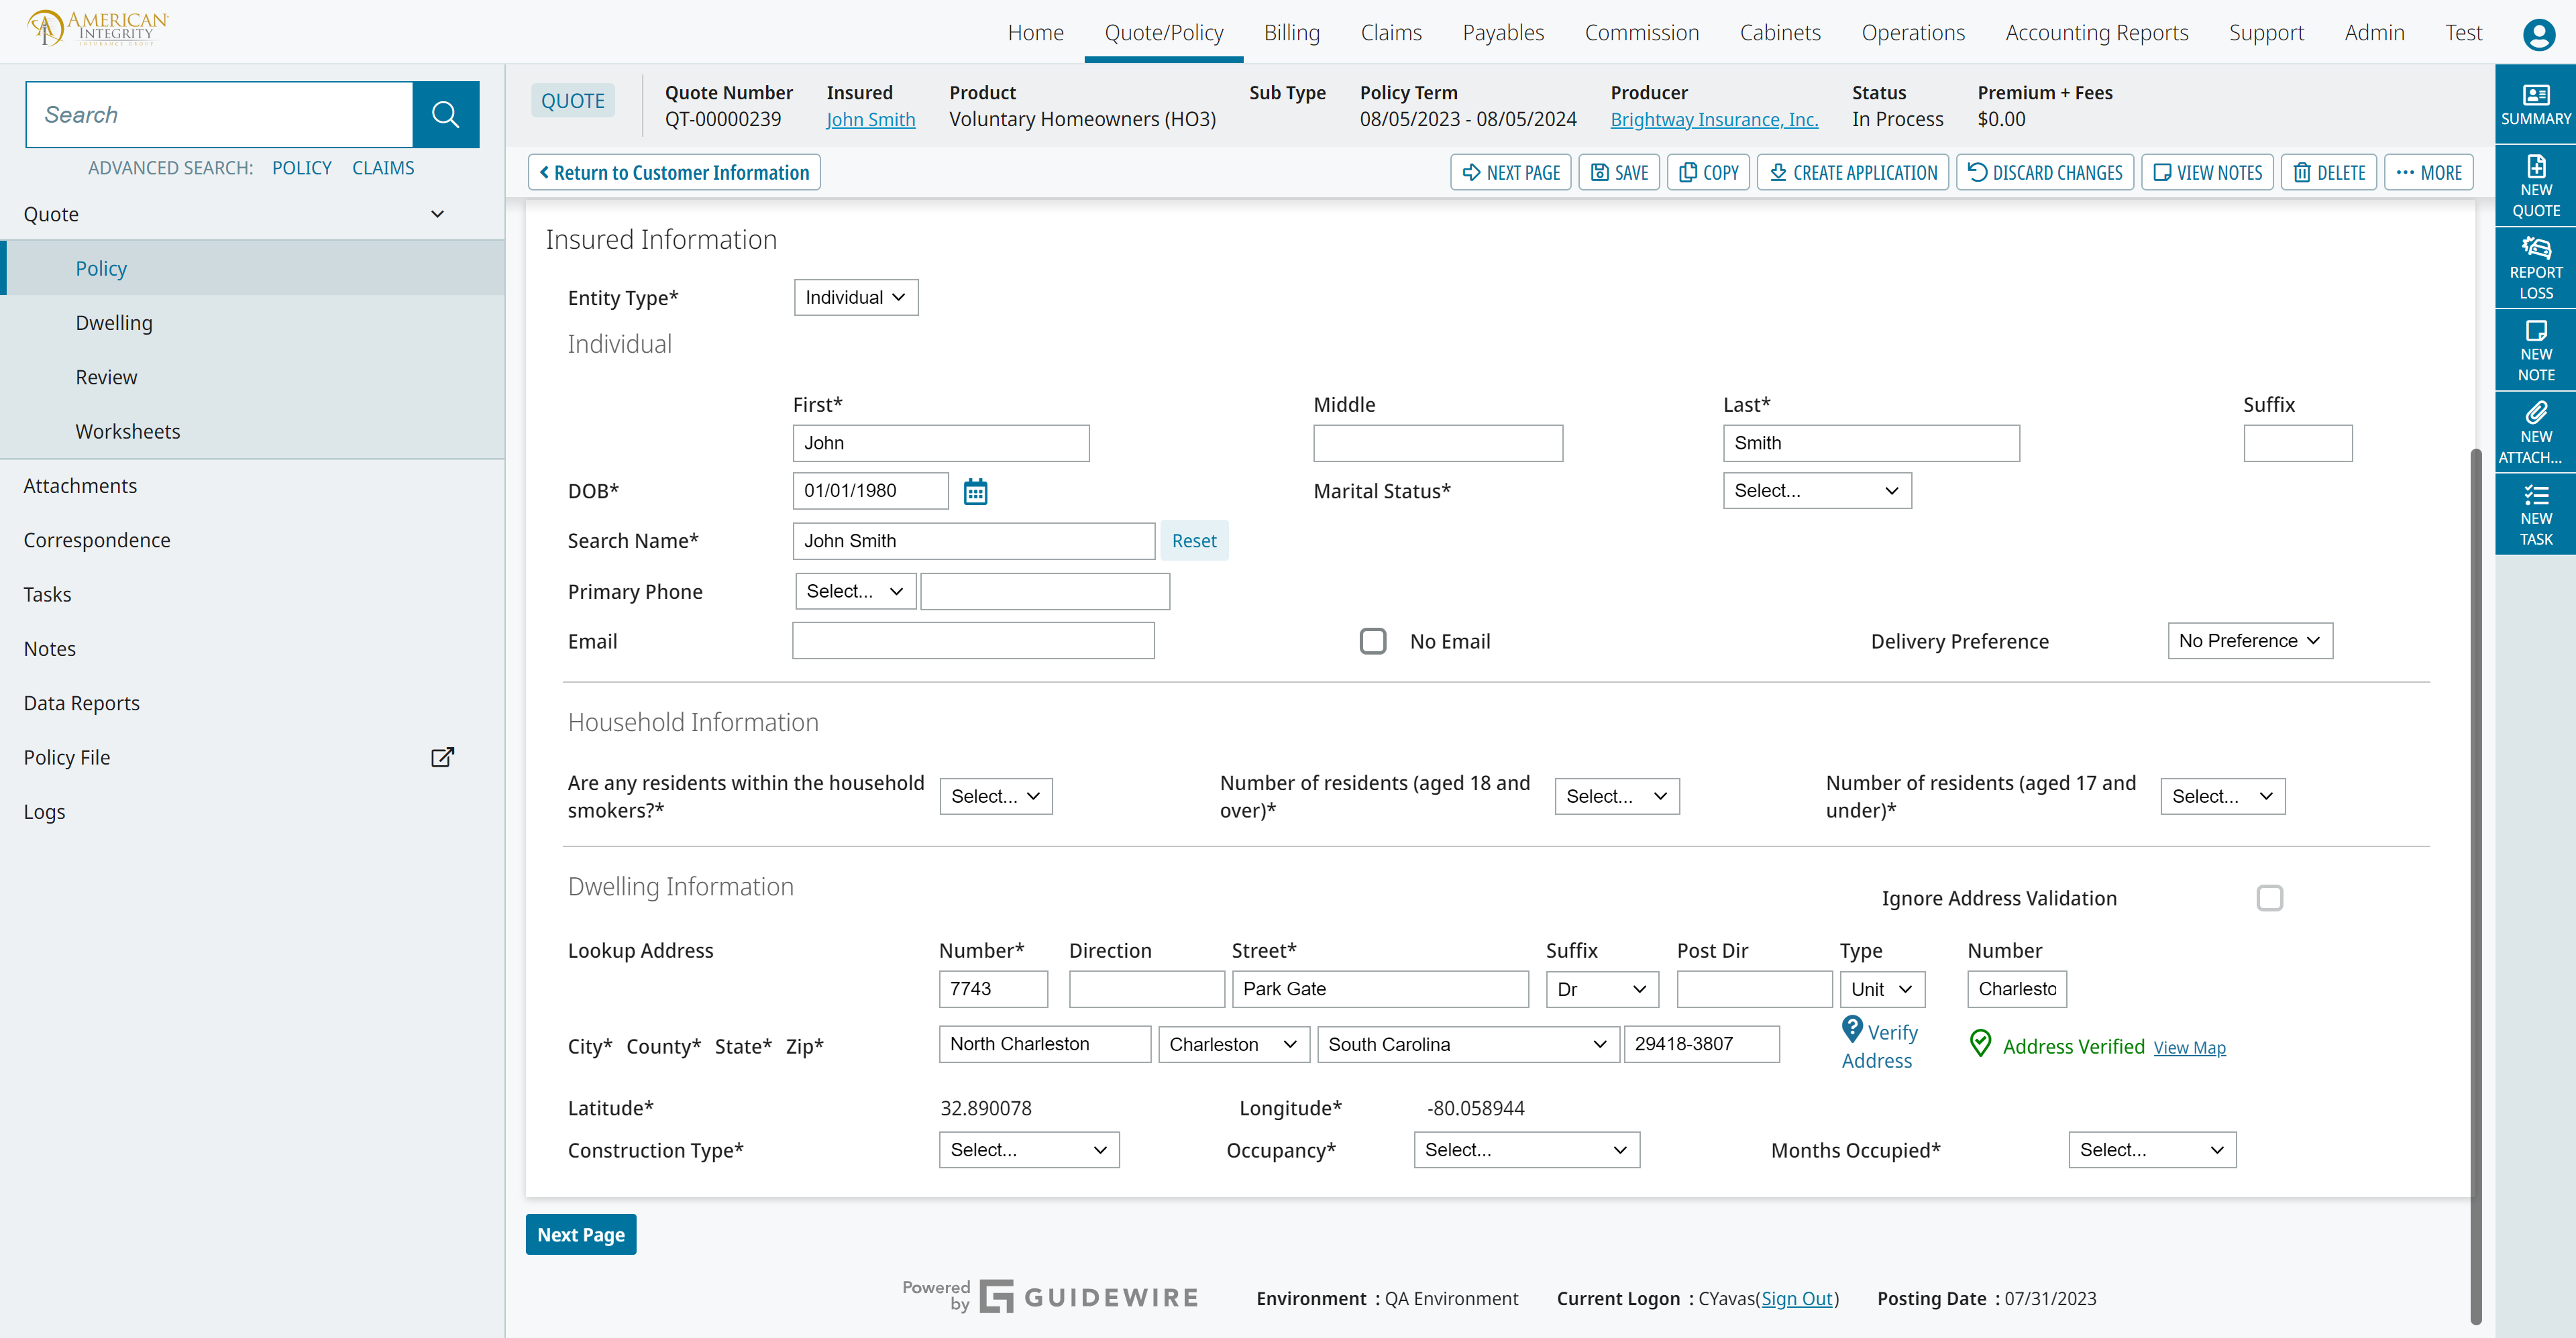 AMERICAN
INTEGRITY
INSURANCE GROUP
Home Quote/Policy Billing Claims Payables Commission Cabinets Operations Accounting Reports Support Admin Test
Search
ADVANCED SEARCH: POLICY CLAIMS
Quote
Policy
Dwelling
Review
Worksheets
Attachments
Correspondence
Tasks
Notes
Data Reports
Policy File
Logs
QUOTE
Quote Number Insured Product Sub Type Policy Term Producer Status Premium + Fees
QT-00000239 John Smith Voluntary Homeowners (HO3) 08/05/2023 - 08/05/2024 Brightway Insurance, Inc. In Process $0.00
Return to Customer Information NEXT PAGE SAVE COPY CREATE APPLICATION DISCARD CHANGES VIEW NOTES DELETE MORE
Insured Information
Entity Type* Individual
Individual
First* Middle Last* Suffix
John Smith
DOB* 01/01/1980 Marital Status* Select...
Search Name* John Smith Reset
Primary Phone Select...
Email No Email Delivery Preference No Preference
Household Information
Are any residents within the household smokers?* Select... Number of residents (aged 18 and over)* Select... Number of residents (aged 17 and under)* Select...
Dwelling Information
Ignore Address Validation
Lookup Address Number* Direction Street* Suffix Post Dir Type Number
7743 Park Gate Dr Unit Charlesto
City* County* State* Zip* North Charleston Charleston South Carolina 29418-3807 Verify Address Address Verified View Map
Latitude* 32.890078 Longitude* -80.058944
Construction Type* Select... Occupancy* Select... Months Occupied* Select...
Next Page
Powered by GUIDEWIRE Environment : QA Environment Current Logon : CYavas(Sign Out) Posting Date : 07/31/2023
SUMMARY
NEW
QUOTE
REPORT
LOSS
NEW
NOTE
NEW
ATTACH...
NEW
TASK